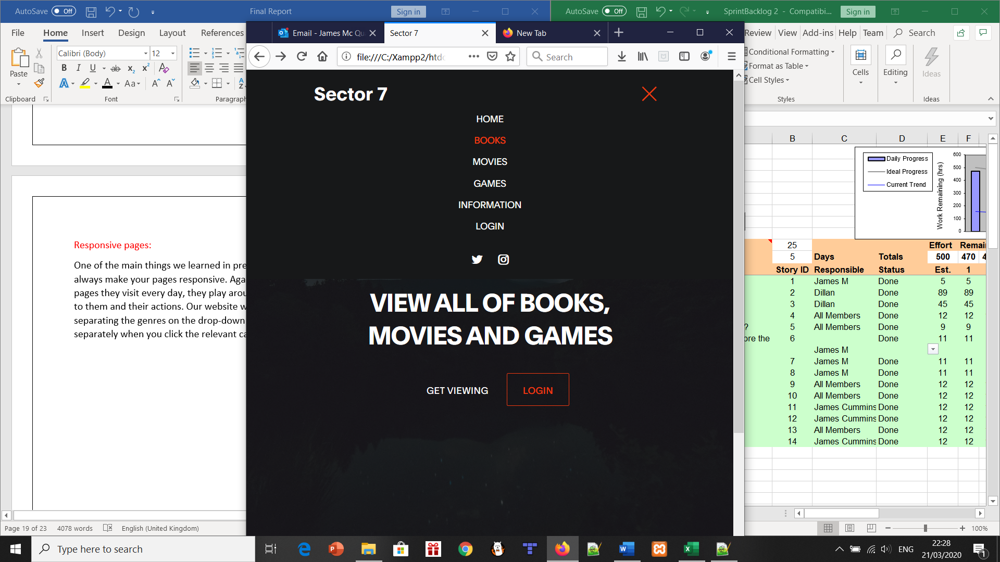 AutoSave Off Final Report Sign in
File Home Insert Design Layout References
Paste
Calibri (Body) 12
B I U ab x₂ x²
A A Aa A A
Clipboard Font Paragraph
Responsive pages:
One of the main things we learned in pre
always make your pages responsive. Aga
pages they visit every day, they play arou
to them and their actions. Our website w
separating the genres on the drop-down
separately when you click the relevant ca
Page 19 of 23 4078 words English (United Kingdom)
Email - James Mc Qu Sector 7 New Tab
file:///C:/Xampp2/htdo Search
Sector 7
HOME
BOOKS
MOVIES
GAMES
INFORMATION
LOGIN
VIEW ALL OF BOOKS,
MOVIES AND GAMES
GET VIEWING LOGIN
AutoSave Off SprintBacklog 2 - Compatibi... Sign in
Review View Add-ins Help Team Search
Conditional Formatting
Format as Table
Cell Styles
Cells Editing Ideas
Styles Ideas
B C D E F
Daily Progress
Ideal Progress
Current Trend
Work Remaining (hrs)
600
500
400
300
200
100
0
25 Effort Remai
5 Days Totals 500 470 4
Story ID Responsible Status Est. 1
1 James M Done 5 5
2 Dillan Done 89 89
3 Dillan Done 45 45
4 All Members Done 12 12
? 5 All Members Done 9 9
ore the 6 Done 11 11
James M
7 James M Done 11 11
8 James M Done 11 11
9 All Members Done 12 12
10 All Members Done 12 12
11 James Cummins Done 12 12
12 James Cummins Done 12 12
13 All Members Done 12 12
14 James Cummins Done 12 12
100%
Type here to search
ENG
22:28
21/03/2020
1